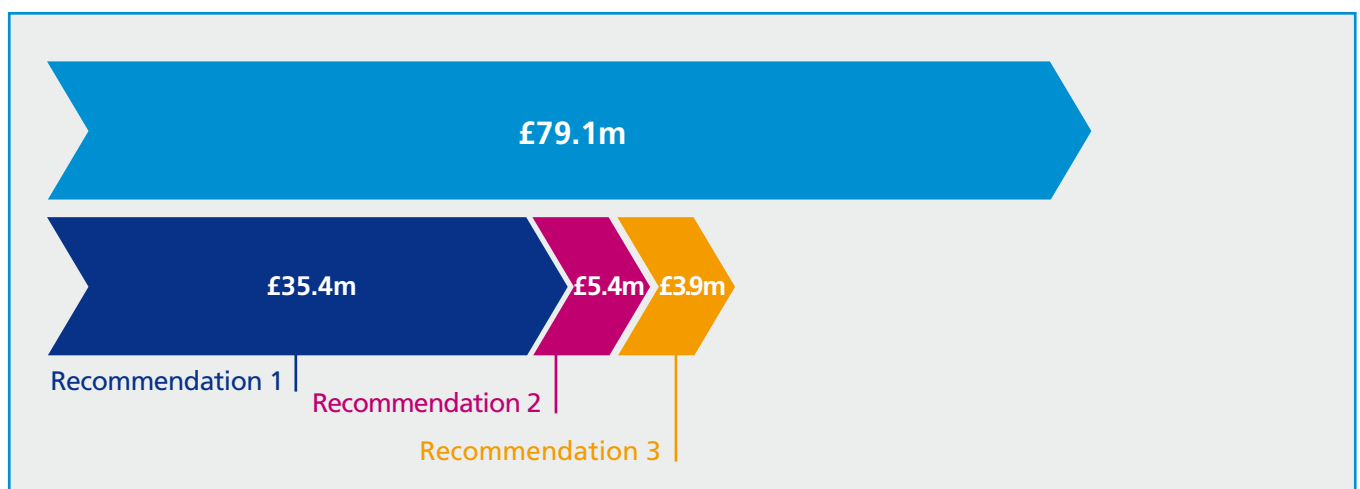 £79.1m
£35.4m £5.4m £3.9m
Recommendation 1
Recommendation 2
Recommendation 3